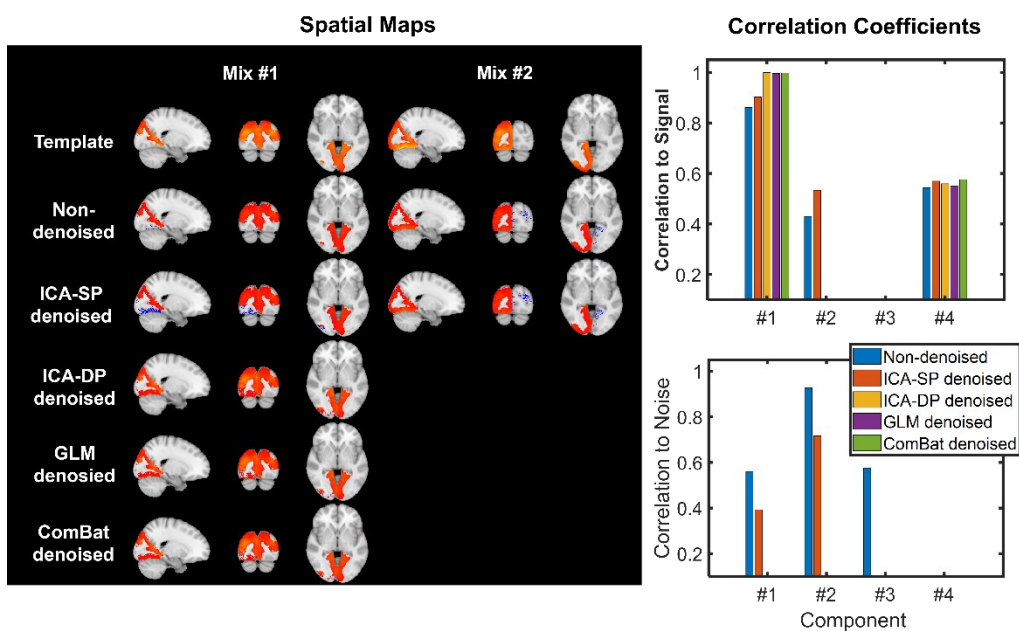 Spatial Maps
Mix #1
Mix #2
Template
Non-
denoised
ICA-SP
denoised
ICA-DP
denoised
GLM
denosied
ComBat
denoised
Correlation Coefficients
Correlation to Signal
1
0.8
0.6
0.4
0.2
#1 #2 #3 #4
Correlation to Noise
1
0.8
0.6
0.4
0.2
#1 #2 #3 #4
Component
Non-denoised
ICA-SP denoised
ICA-DP denoised
GLM denoised
ComBat denoised